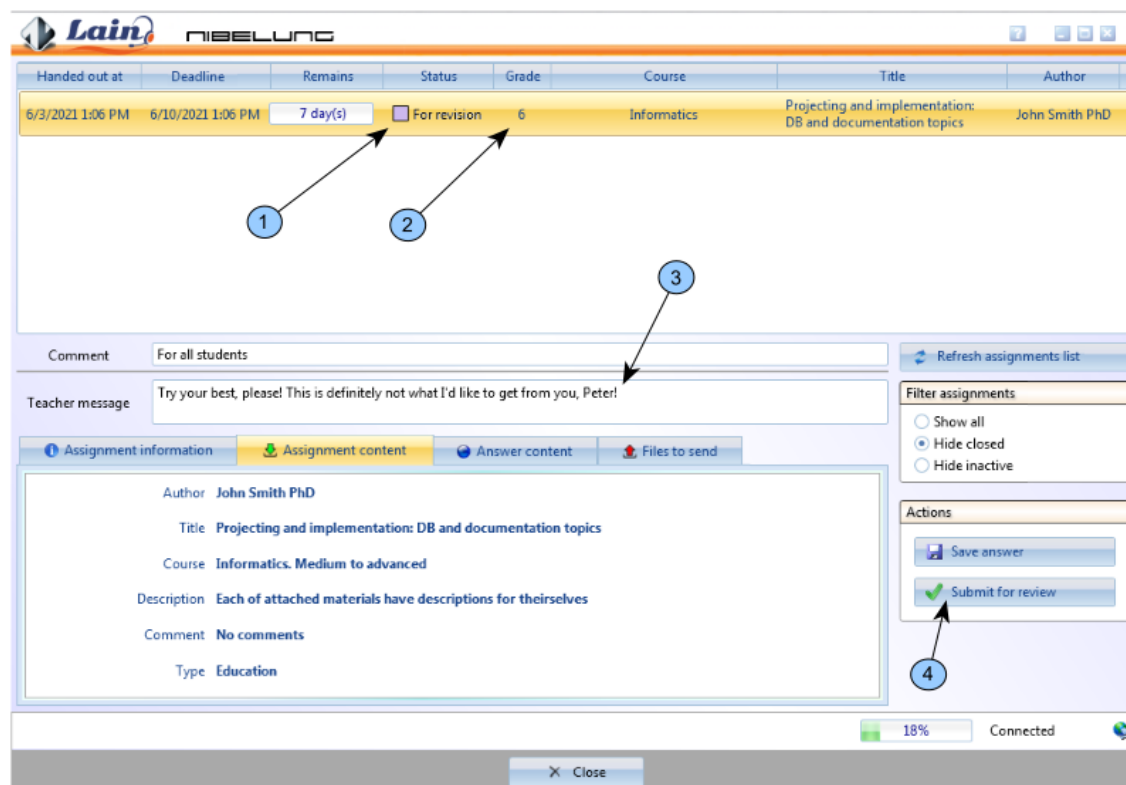 Lain NIBELUNG ?
Handed out at Deadline Remains Status Grade Course Title Author
6/3/2021 1:06 PM 6/10/2021 1:06 PM 7 day(s) For revision 6 Informatics Projecting and implementation: John Smith PhD
DB and documentation topics
1
2
3
Comment For all students
Refresh assignments list
Teacher message Try your best, please! This is definitely not what I'd like to get from you, Peter!
Filter assignments
Show all
Hide closed
Hide inactive
Assignment information Assignment content Answer content Files to send
Author John Smith PhD
Title Projecting and implementation: DB and documentation topics
Course Informatics. Medium to advanced
Description Each of attached materials have descriptions for theirselves
Comment No comments
Type Education
Actions
Save answer
Submit for review
4
18% Connected
Close